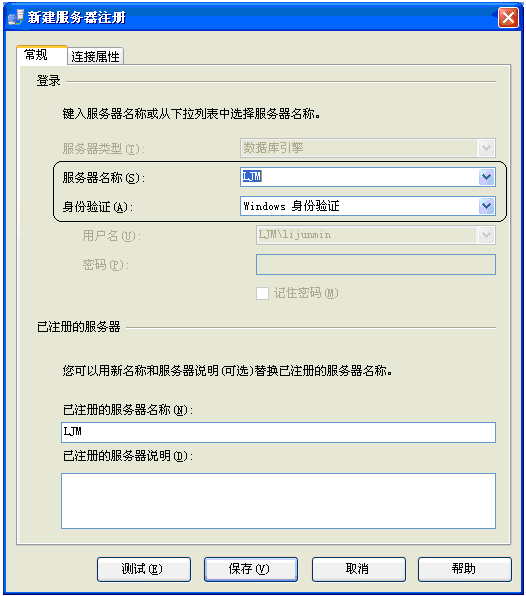 新建服务器注册
常规 连接属性
登录
键入服务器名称或从下拉列表中选择服务器名称。
服务器类型(T): 数据库引擎
服务器名称(S): LJM
身份验证(A): Windows 身份验证
用户名(U): LJM\lijunmin
密码(P):
记住密码(M)
已注册的服务器
您可以用新名称和服务器说明(可选)替换已注册的服务器名称。
已注册的服务器名称(N):
LJM
已注册的服务器说明(D):
测试(E) 保存(V) 取消 帮助